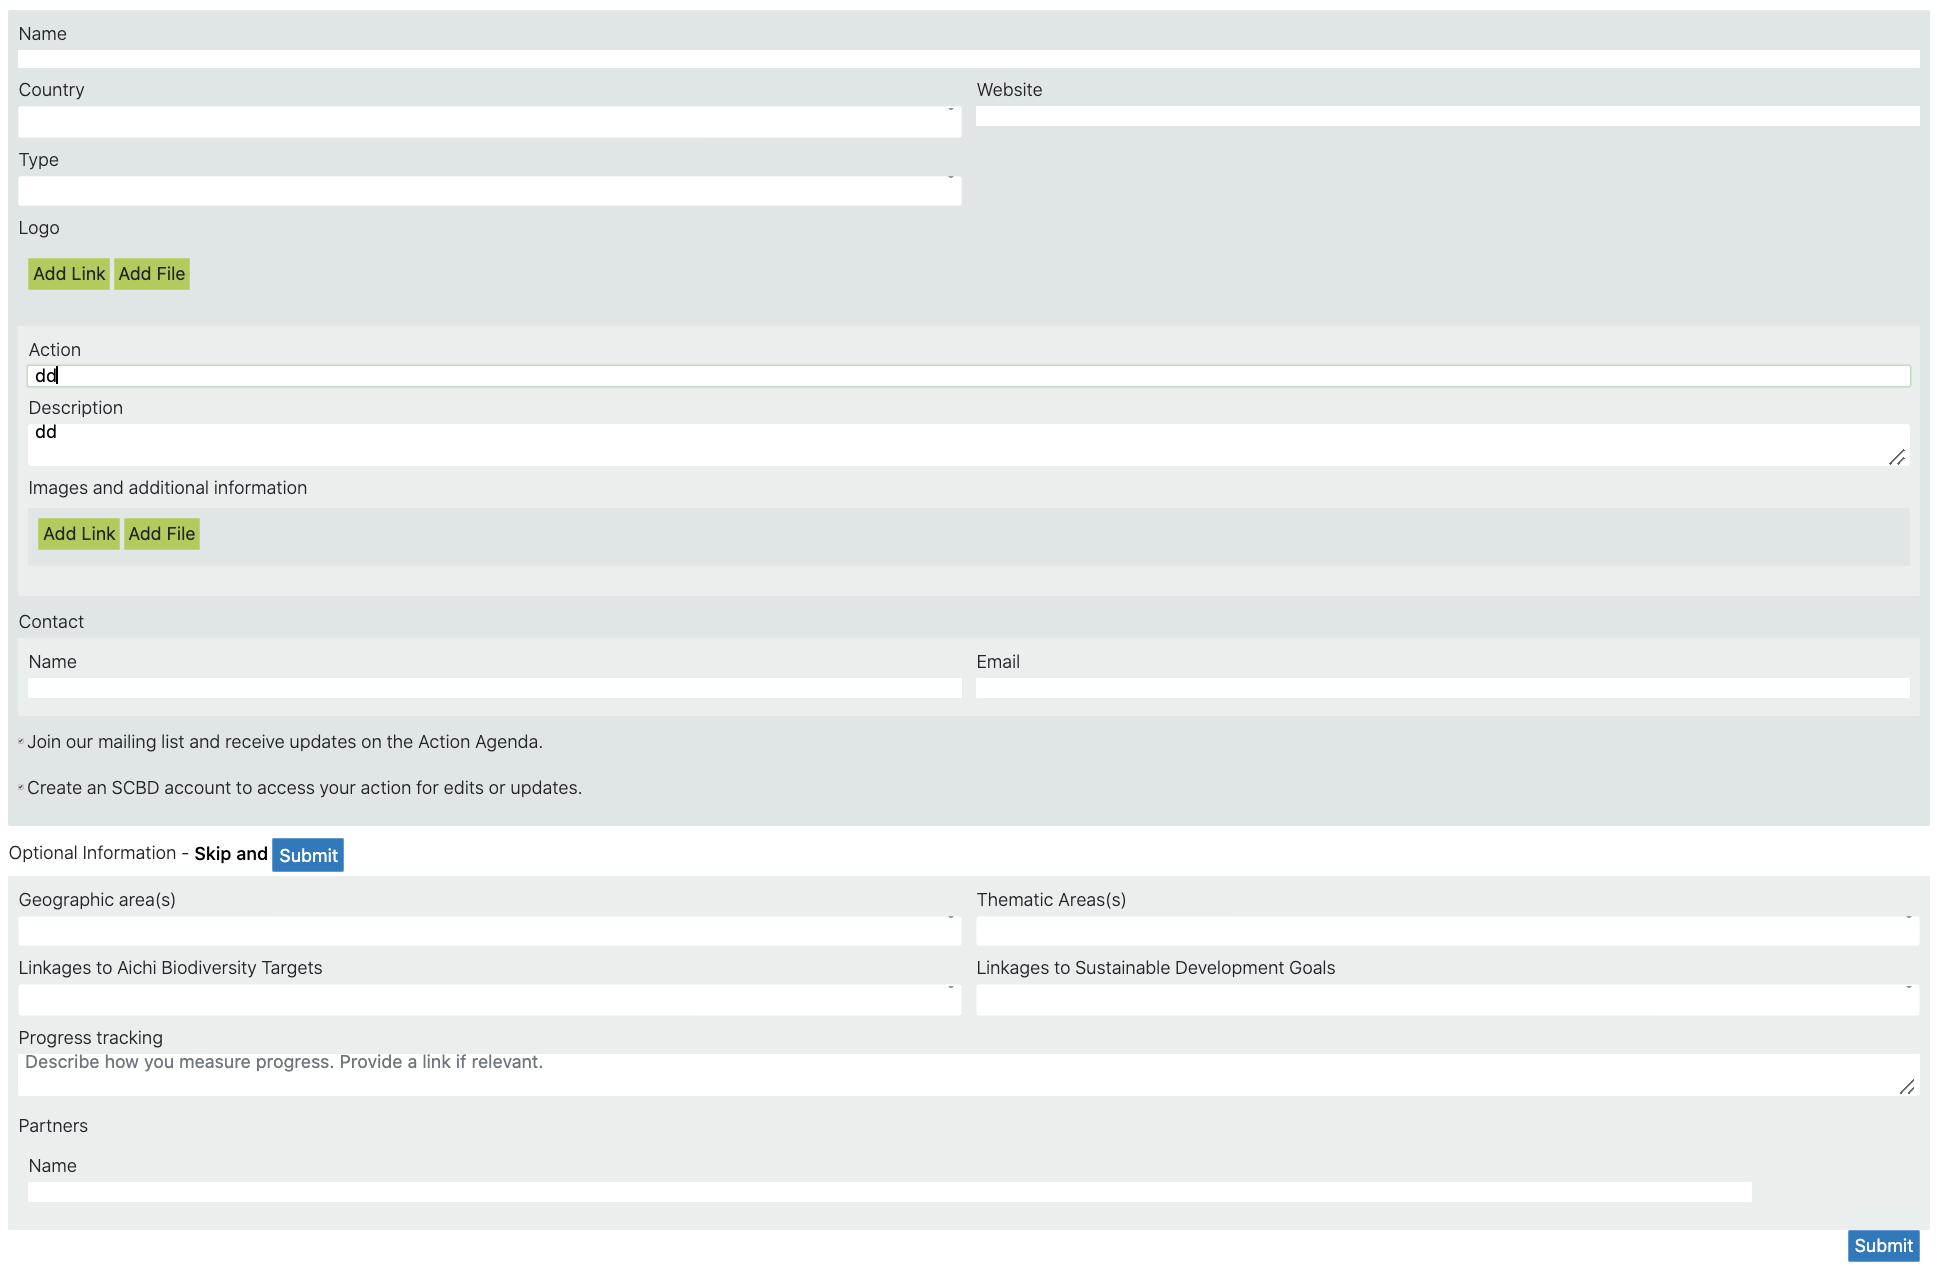 Name
Country Website
Type
Logo
Add Link Add File
Action
dd
Description
dd
Images and additional information
Add Link Add File
Contact
Name Email
Join our mailing list and receive updates on the Action Agenda.
Create an SCBD account to access your action for edits or updates.
Optional Information - Skip and Submit
Geographic area(s) Thematic Areas(s)
Linkages to Aichi Biodiversity Targets Linkages to Sustainable Development Goals
Progress tracking
Describe how you measure progress. Provide a link if relevant.
Partners
Name
Submit